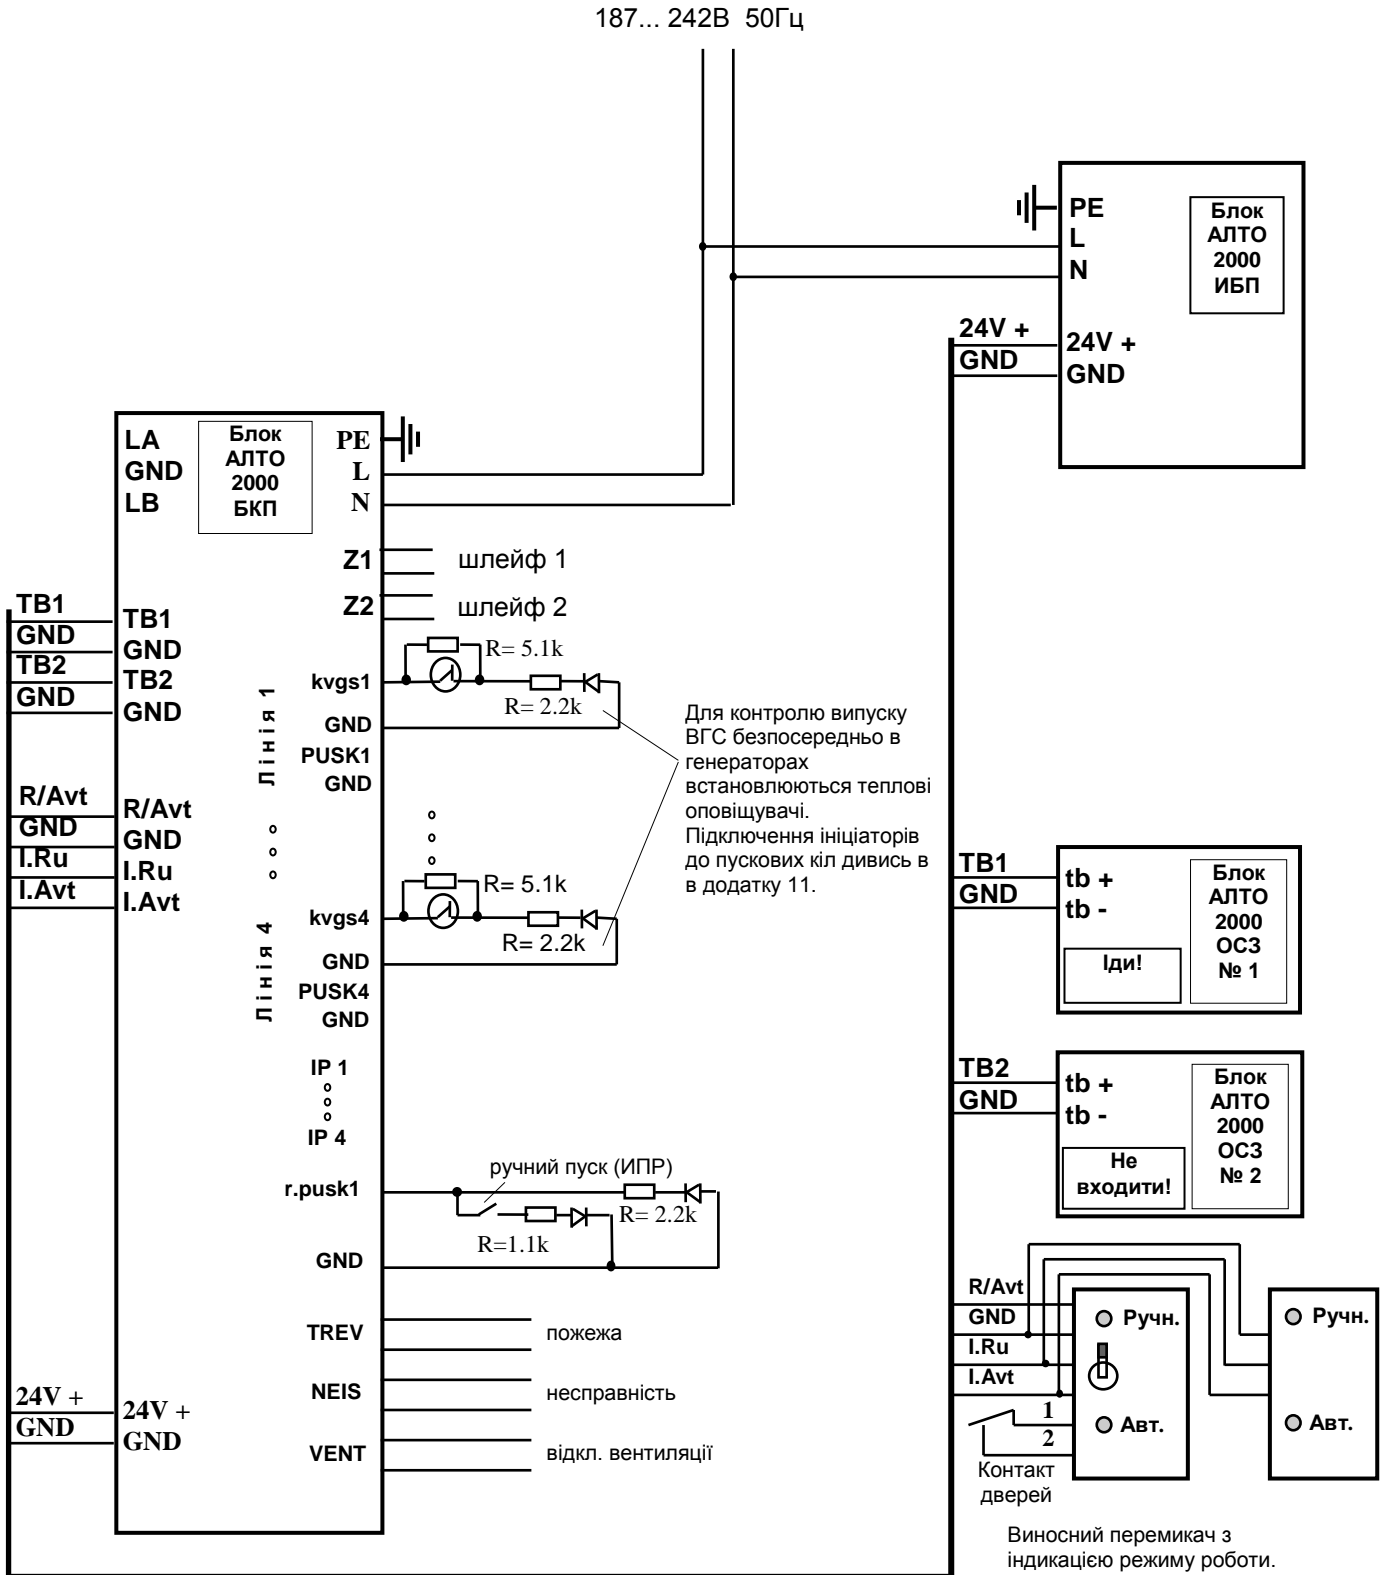 187... 242В  50Гц
PE
L
N
Блок
АЛТО
2000
ИБП
24V +
GND
24V +
GND
LA
GND
LB
Блок
АЛТО
2000
БКП
PE
L
N
Z1
шлейф 1
Z2
шлейф 2
TB1
GND
TB2
GND
TB1
GND
TB2
GND
R= 5.1k
kvgs1
R= 2.2k
GND
PUSK1
GND
Лінія 1
Для контролю випуску
ВГС безпосередньо в
генераторах
встановлюються теплові
оповіщувачі.
Підключення ініціаторів
до пускових кіл дивись в
в додатку 11.
R/Avt
GND
I.Ru
I.Avt
R/Avt
GND
I.Ru
I.Avt
R= 5.1k
kvgs4
R= 2.2k
GND
PUSK4
GND
Лінія 4
TB1
GND
tb +
tb -
Іди!
Блок
АЛТО
2000
ОСЗ
№ 1
TB2
GND
tb +
tb -
Не
входити!
Блок
АЛТО
2000
ОСЗ
№ 2
IP 1
IP 4
ручний пуск (ИПР)
r.pusk1
R= 2.2k
R=1.1k
GND
TREV
пожежа
NEIS
несправність
VENT
відкл. вентиляції
24V +
GND
24V +
GND
R/Avt
GND
I.Ru
I.Avt
1
2
Контакт
дверей
Ручн.
Авт.
Ручн.
Авт.
Виносний перемикач з
індикацією режиму роботи.